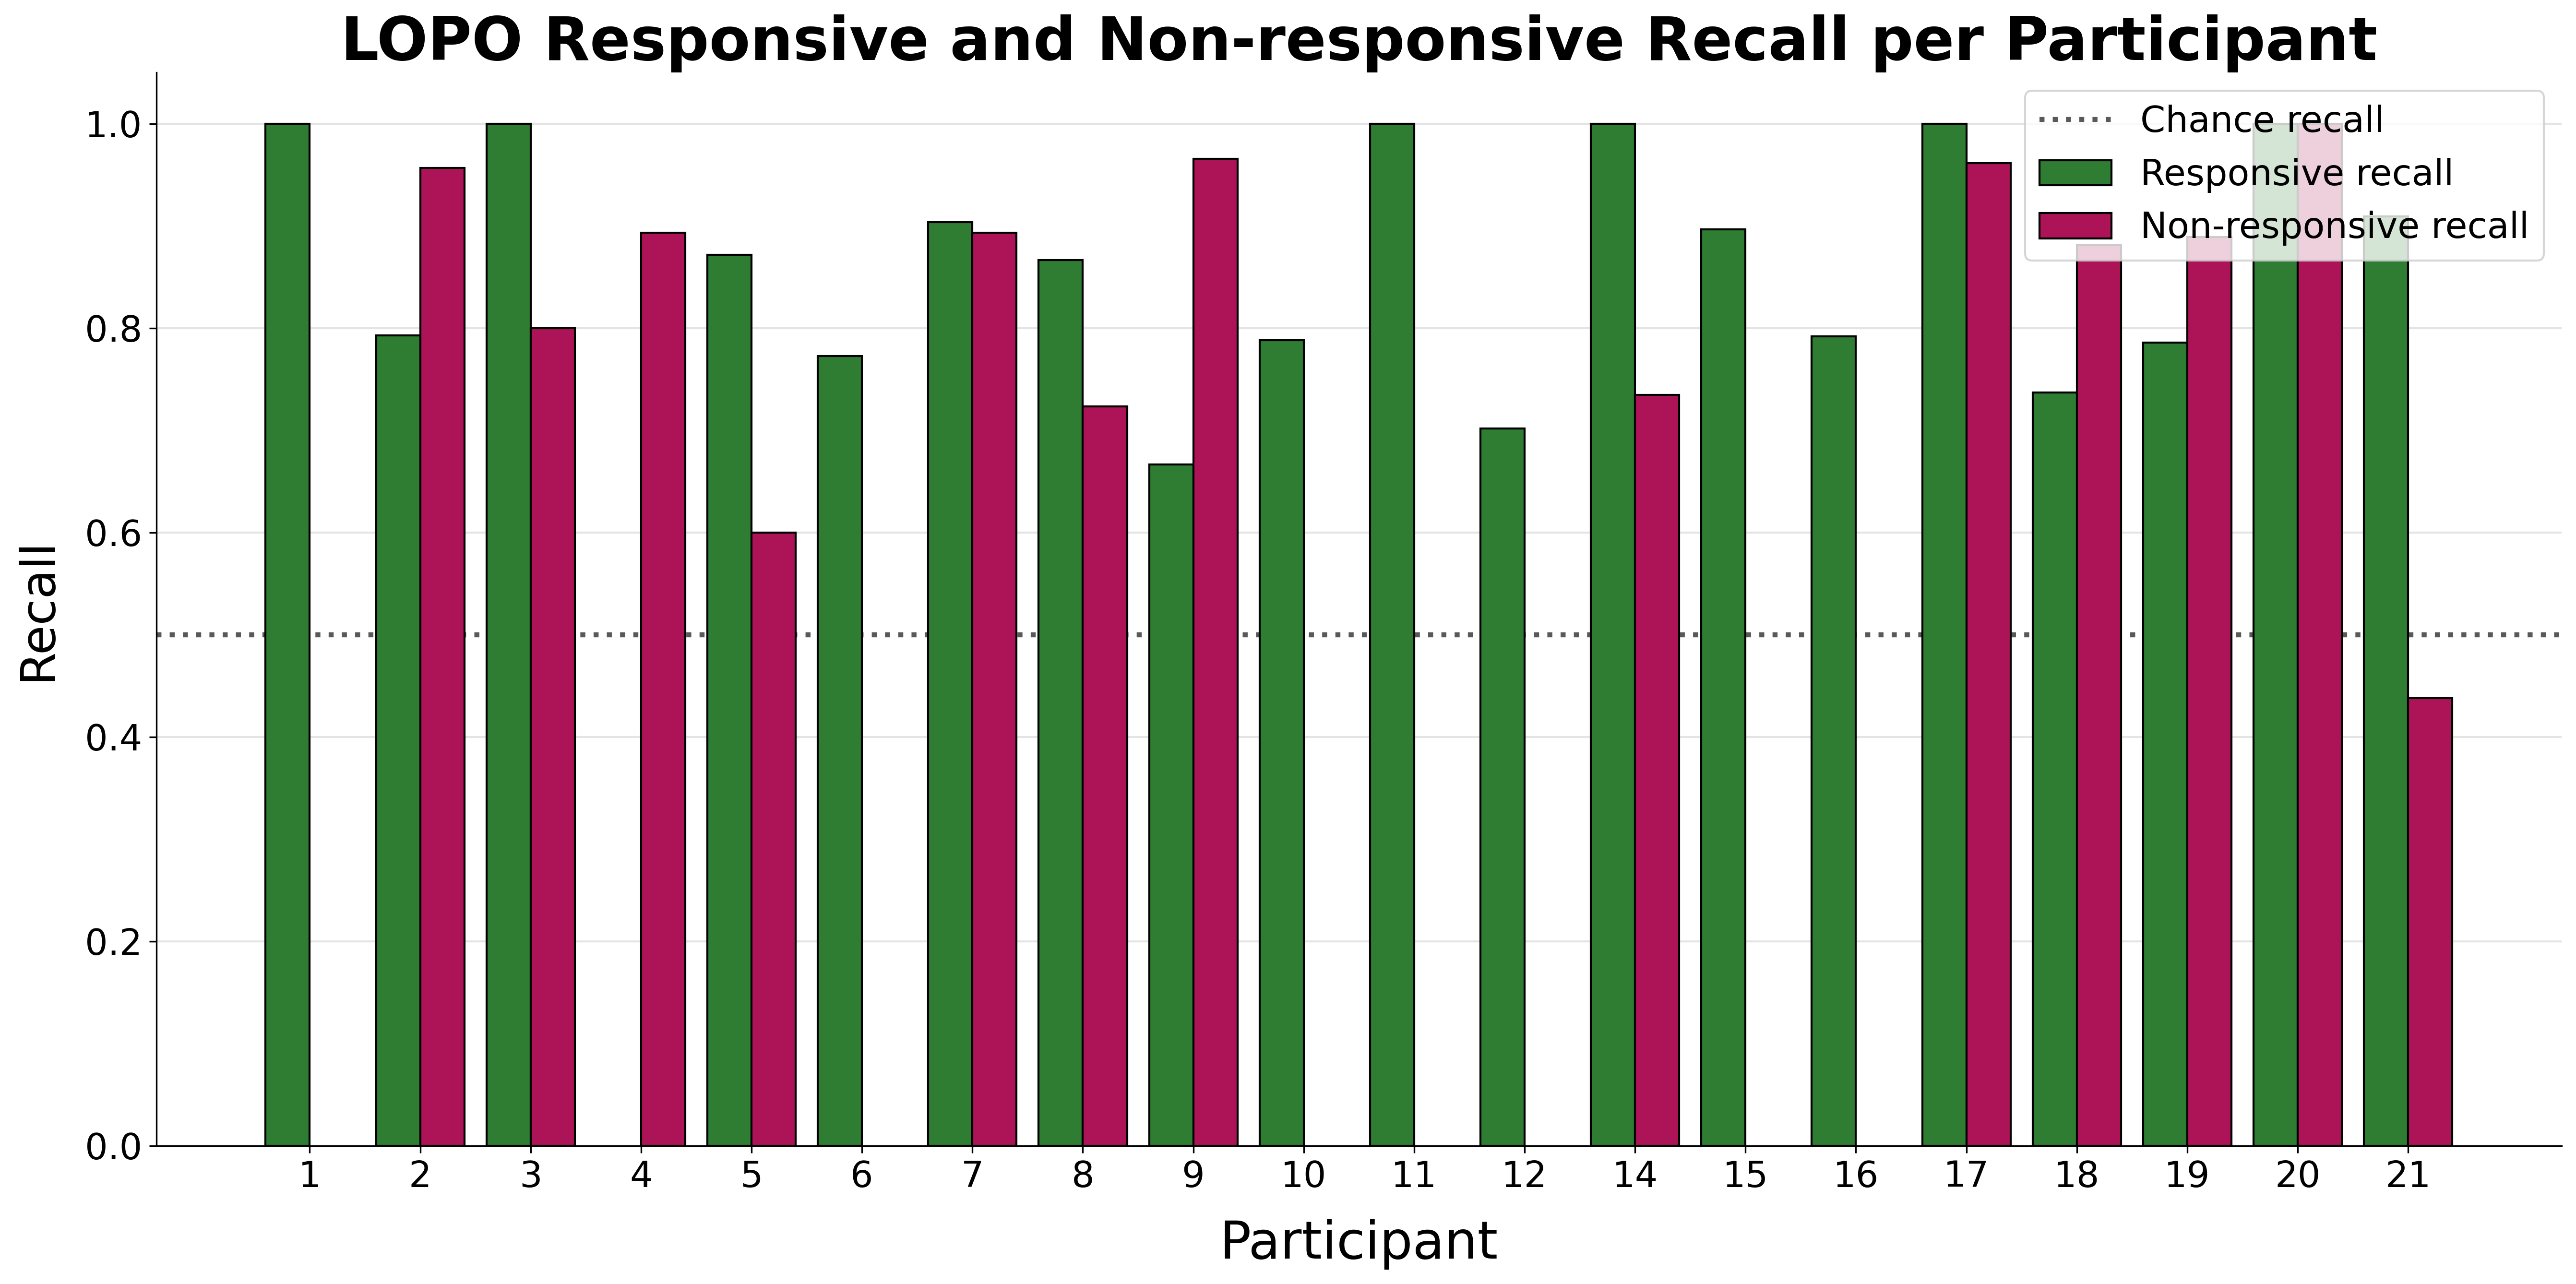 LOPO Responsive and Non-responsive Recall per Participant
Chance recall
Responsive recall
Non-responsive recall
Recall
1.0
0.8
0.6
0.4
0.2
0.0
1 2 3 4 5 6 7 8 9 10 11 12 14 15 16 17 18 19 20 21
Participant